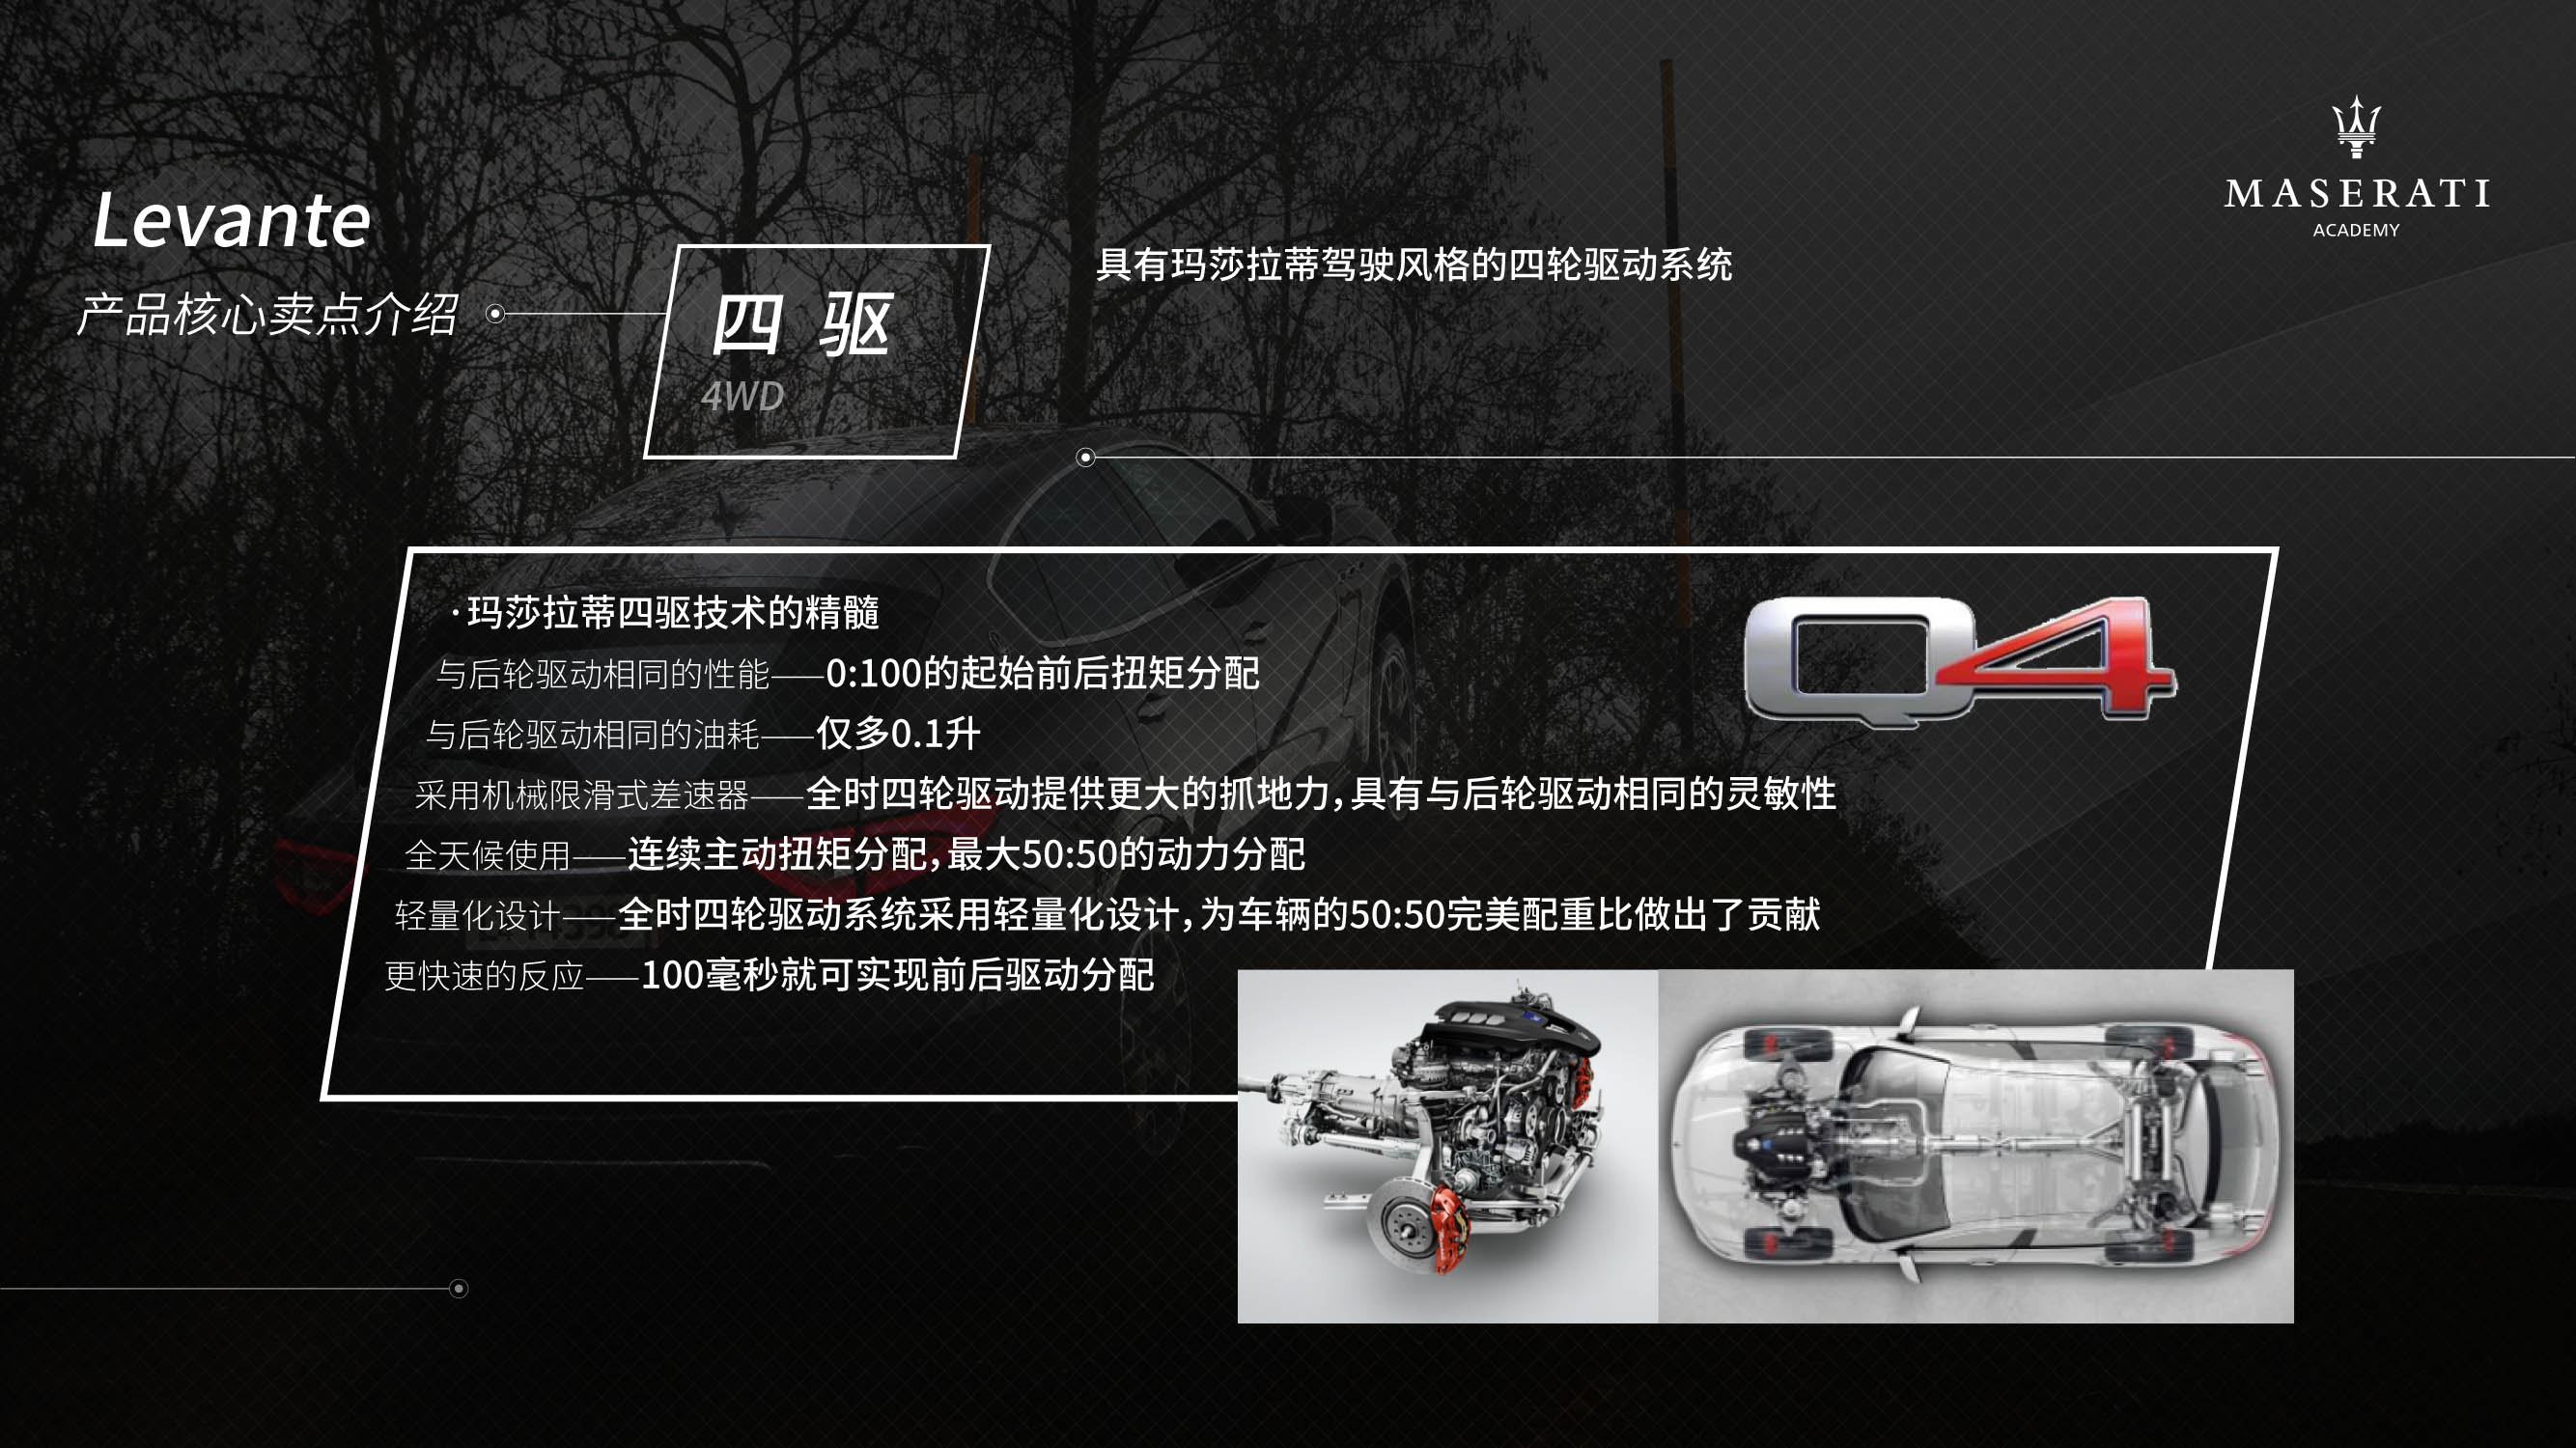 MASERATI
ACADEMY
Levante
产品核心卖点介绍
四 驱
4WD
具有玛莎拉蒂驾驶风格的四轮驱动系统
Q4
·玛莎拉蒂四驱技术的精髓
与后轮驱动相同的性能——0:100的起始前后扭矩分配
与后轮驱动相同的油耗——仅多0.1升
采用机械限滑式差速器——全时四轮驱动提供更大的抓地力，具有与后轮驱动相同的灵敏性
全天候使用——连续主动扭矩分配，最大50:50的动力分配
轻量化设计——全时四轮驱动系统采用轻量化设计，为车辆的50:50完美配重比做出了贡献
更快速的反应——100毫秒就可实现前后驱动分配